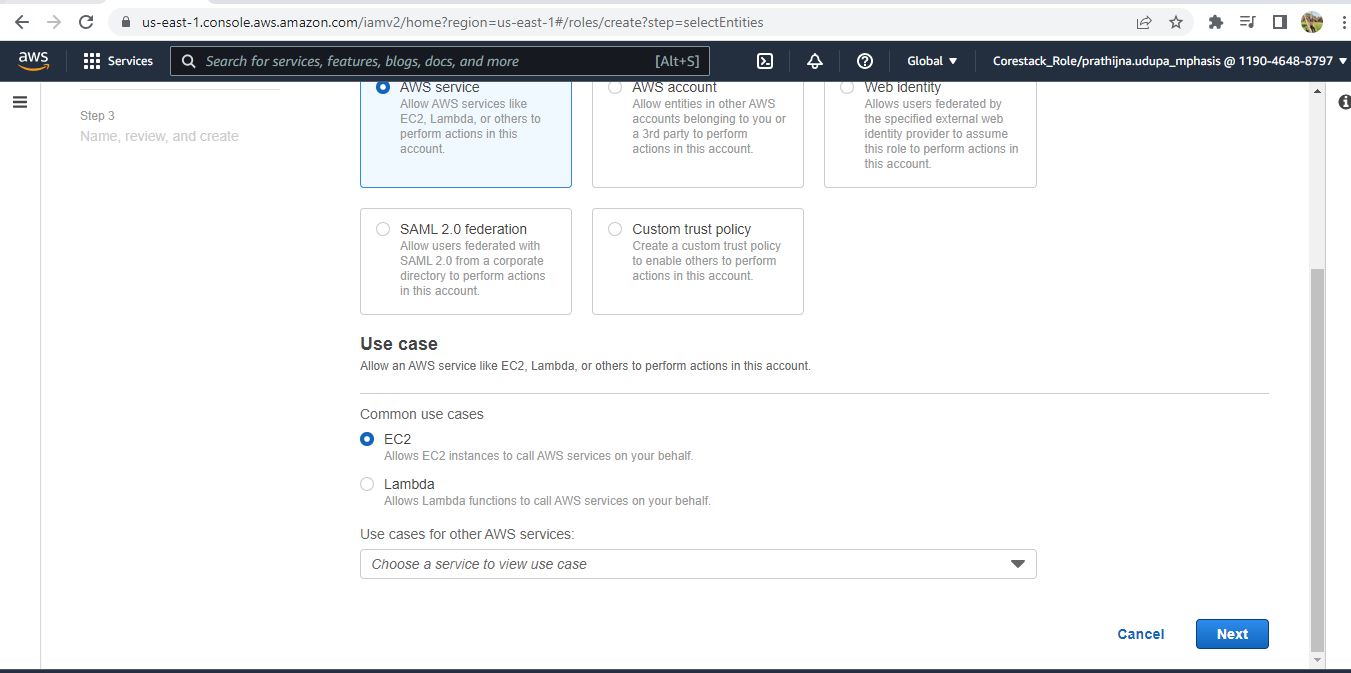 us-east-1.console.aws.amazon.com/iamv2/home?region=us-east-1#/roles/create?step=selectEntities
aws Services Search for services, features, blogs, docs, and more [Alt+S] Global Corestack_Role/prathijna.udupa_mphasis @ 1190-4648-8797
Step 3
Name, review, and create
AWS service
Allow AWS services like
EC2, Lambda, or others to
perform actions in this
account.
AWS account
Allow entities in other AWS
accounts belonging to you or
a 3rd party to perform
actions in this account.
Web identity
Allows users federated by
the specified external web
identity provider to assume
this role to perform actions in
this account.
SAML 2.0 federation
Allow users federated with
SAML 2.0 from a corporate
directory to perform actions
in this account.
Custom trust policy
Create a custom trust policy
to enable others to perform
actions in this account.
Use case
Allow an AWS service like EC2, Lambda, or others to perform actions in this account.
Common use cases
EC2
Allows EC2 instances to call AWS services on your behalf.
Lambda
Allows Lambda functions to call AWS services on your behalf.
Use cases for other AWS services:
Choose a service to view use case
Cancel Next